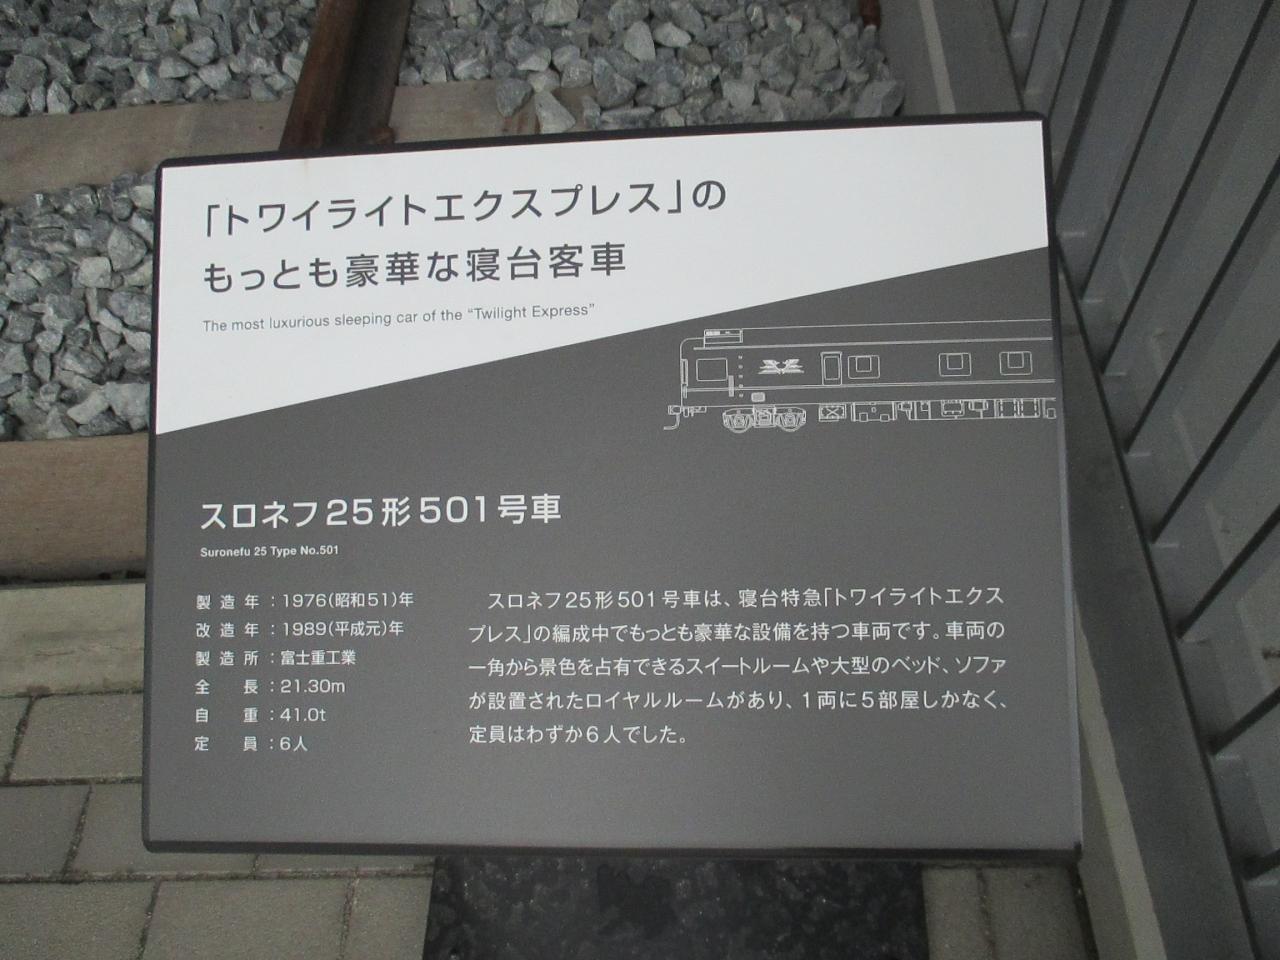 「トワイライトエクスプレス」の
もっとも豪華な寝台客車
The most luxurious sleeping car of the “Twilight Express”
スロネフ25形501号車
Suronefu 25 Type No.501
製造年：1976(昭和51)年
改造年：1989(平成元)年
製造所：富士重工業
全長：21.30m
自重：41.0t
定員：6人
スロネフ25形501号車は、寝台特急「トワイライトエクス
プレス」の編成中でもっとも豪華な設備を持つ車両です。車両の
一角から景色を占有できるスイートルームや大型のベッド、ソファ
が設置されたロイヤルルームがあり、1両に5部屋しかなく、
定員はわずか6人でした。